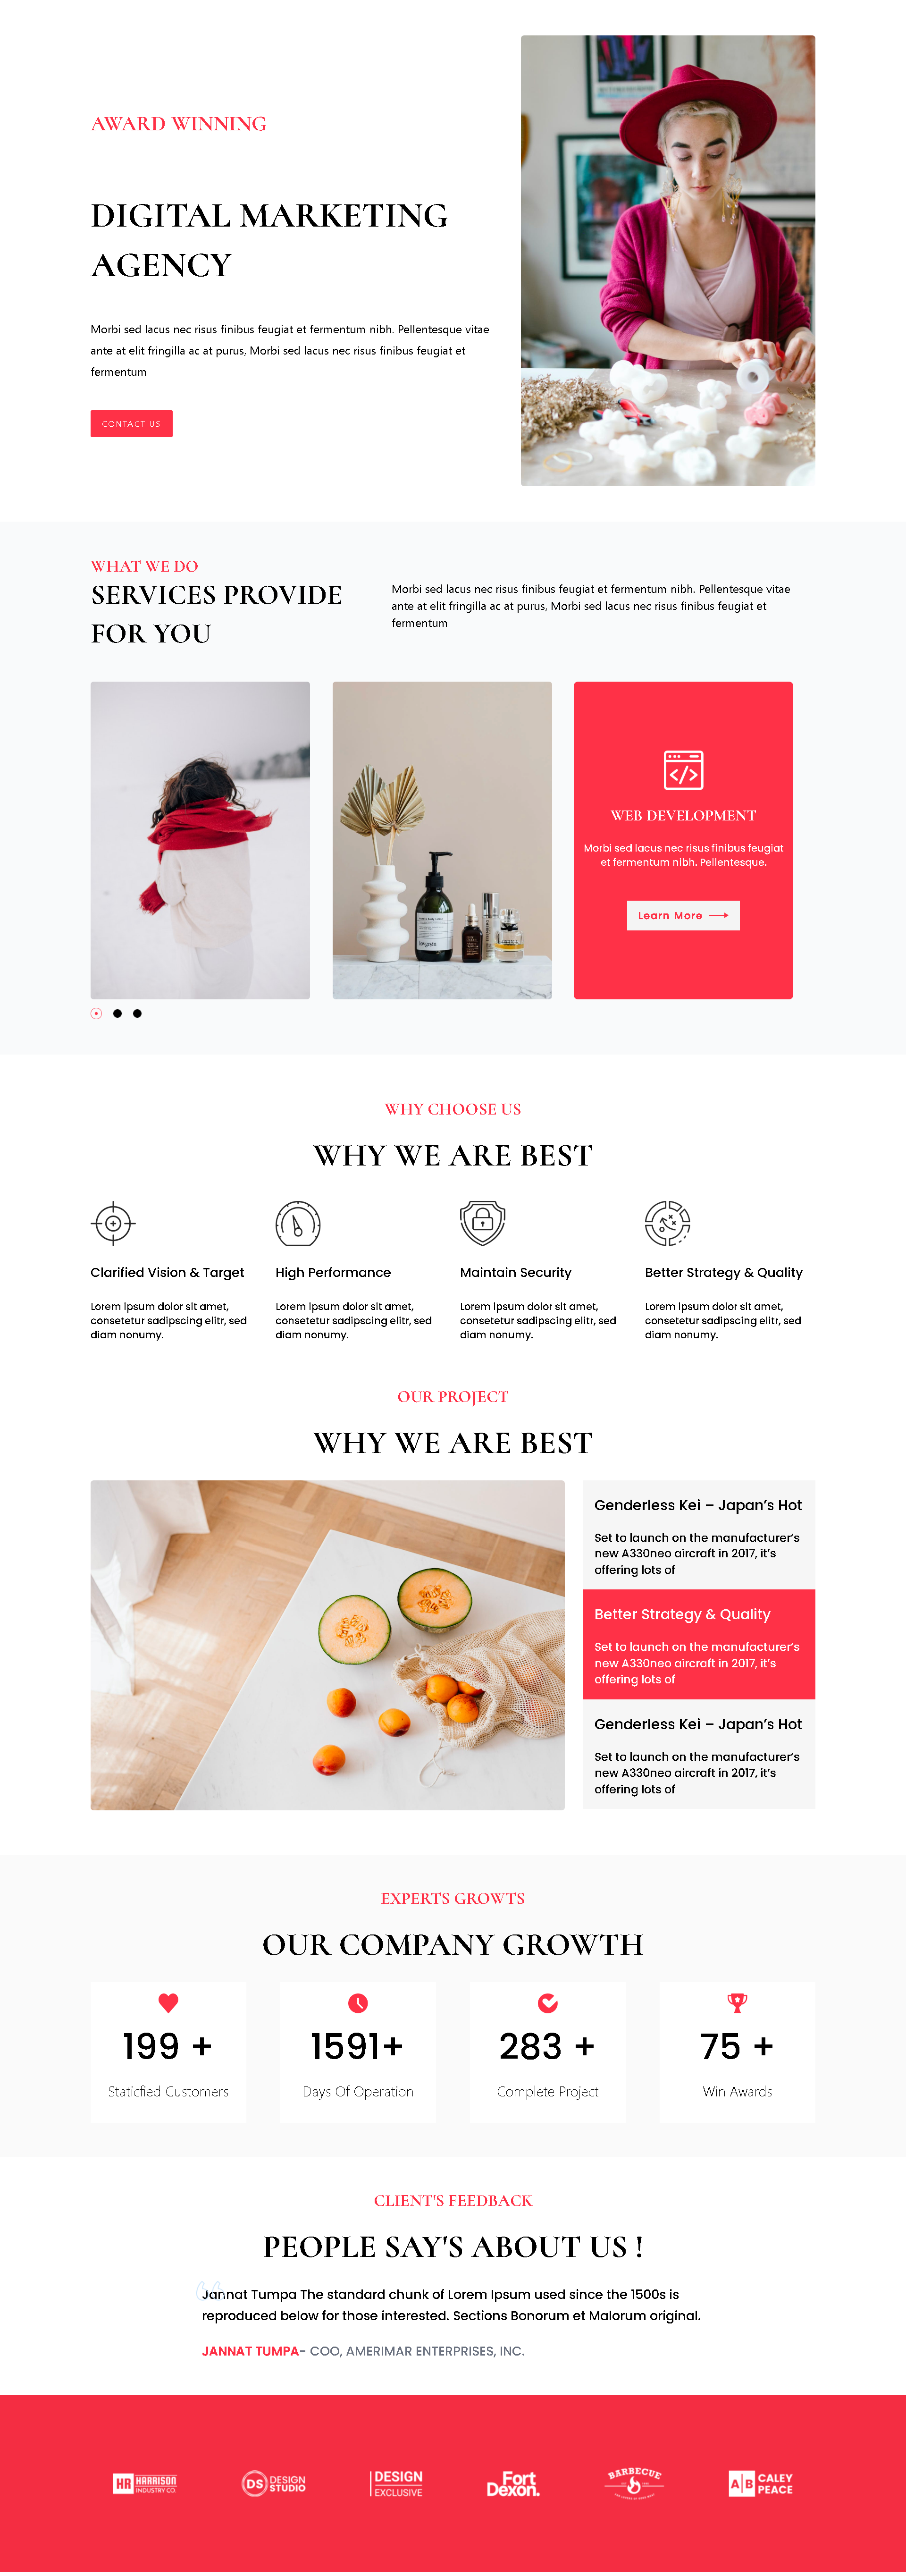 AWARD WINNING
DIGITAL MARKETING
AGENCY
Morbi sed lacus nec risus finibus feugiat et fermentum nibh. Pellentesque vitae
ante at elit fringilla ac at purus, Morbi sed lacus nec risus finibus feugiat et
fermentum
CONTACT US
WHAT WE DO
SERVICES PROVIDE
FOR YOU
Morbi sed lacus nec risus finibus feugiat et fermentum nibh. Pellentesque vitae
ante at elit fringilla ac at purus, Morbi sed lacus nec risus finibus feugiat et
fermentum
WEB DEVELOPMENT
Morbi sed lacus nec risus finibus feugiat
et fermentum nibh. Pellentesque.
Learn More
WHY CHOOSE US
WHY WE ARE BEST
Clarified Vision & Target
Lorem ipsum dolor sit amet,
consetetur sadipscing elitr, sed
diam nonumy.
High Performance
Lorem ipsum dolor sit amet,
consetetur sadipscing elitr, sed
diam nonumy.
Maintain Security
Lorem ipsum dolor sit amet,
consetetur sadipscing elitr, sed
diam nonumy.
Better Strategy & Quality
Lorem ipsum dolor sit amet,
consetetur sadipscing elitr, sed
diam nonumy.
OUR PROJECT
WHY WE ARE BEST
Genderless Kei – Japan’s Hot
Set to launch on the manufacturer’s
new A330neo aircraft in 2017, it’s
offering lots of
Better Strategy & Quality
Set to launch on the manufacturer’s
new A330neo aircraft in 2017, it’s
offering lots of
Genderless Kei – Japan’s Hot
Set to launch on the manufacturer’s
new A330neo aircraft in 2017, it’s
offering lots of
EXPERTS GROWTS
OUR COMPANY GROWTH
199 +
Staticfied Customers
1591+
Days Of Operation
283 +
Complete Project
75 +
Win Awards
CLIENT'S FEEDBACK
PEOPLE SAY'S ABOUT US !
Jannat Tumpa The standard chunk of Lorem Ipsum used since the 1500s is
reproduced below for those interested. Sections Bonorum et Malorum original.
JANNAT TUMPA- COO, AMERIMAR ENTERPRISES, INC.
HR HARRISON
INDUSTRY CO.
DS DESIGN
STUDIO
DESIGN
EXCLUSIVE
Fort
Dexon.
BARBECUE
A|B CALEY
PEACE